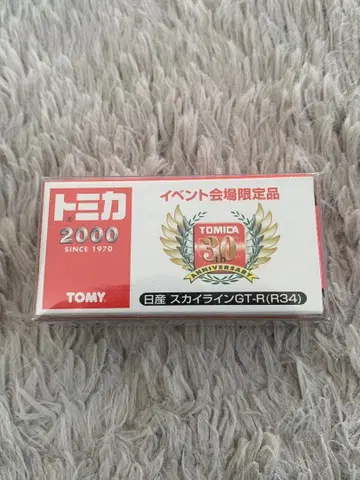 トミカ
2000
SINCE 1970
TOMY
イベント会場限定品
TOMICA
30th
ANNIVERSARY
日産 スカイラインGT-R(R34)